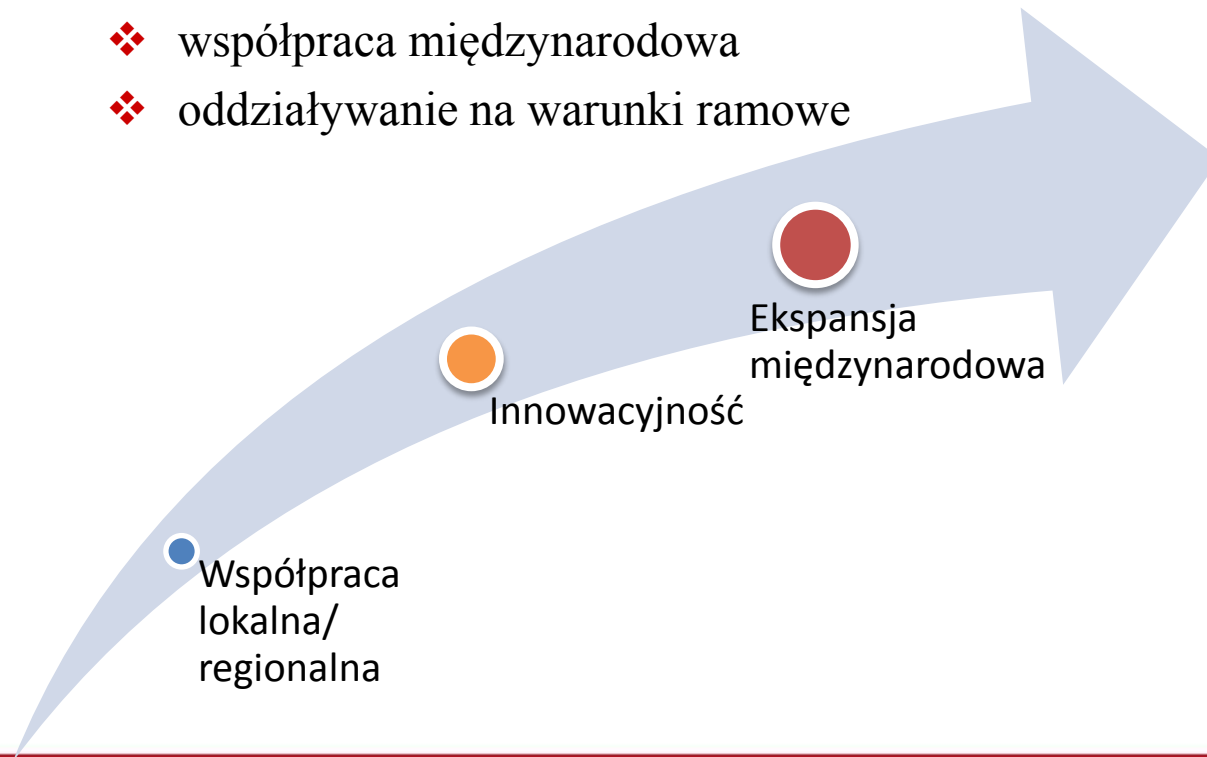 współpraca międzynarodowa
oddziaływanie na warunki ramowe
Ekspansja
międzynarodowa
Innowacyjność
Współpraca
lokalna/
regionalna